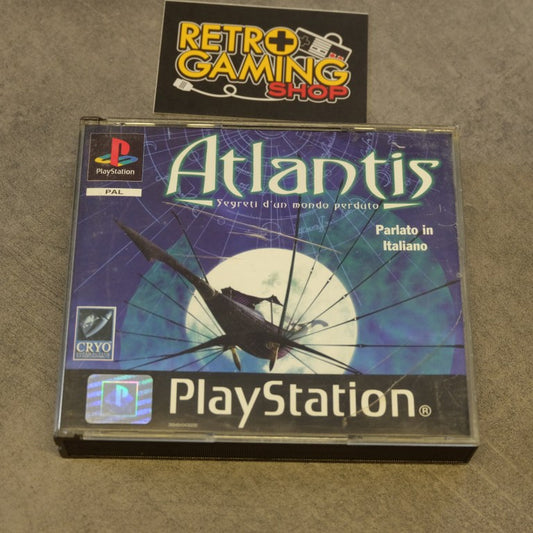 RETRO
GAMING
SHOP
PlayStation
PAL
Atlantis
Segreti d'un mondo perduto
Parlato in
Italiano
CRYO
PlayStation®